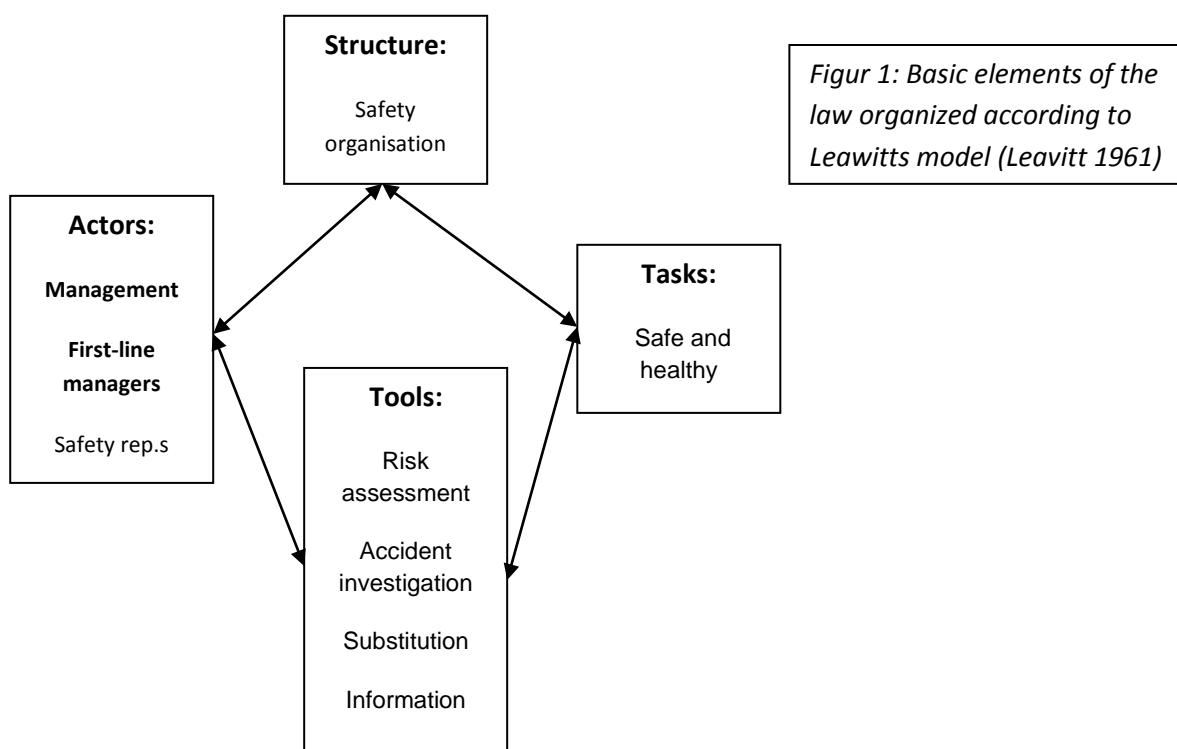 Structure:
Safety
organisation
Figur 1: Basic elements of the
law organized according to
Leawitts model (Leavitt 1961)
Actors:
Management
First-line
managers
Safety rep.s
Tasks:
Safe and
healthy
Tools:
Risk
assessment
Accident
investigation
Substitution
Information